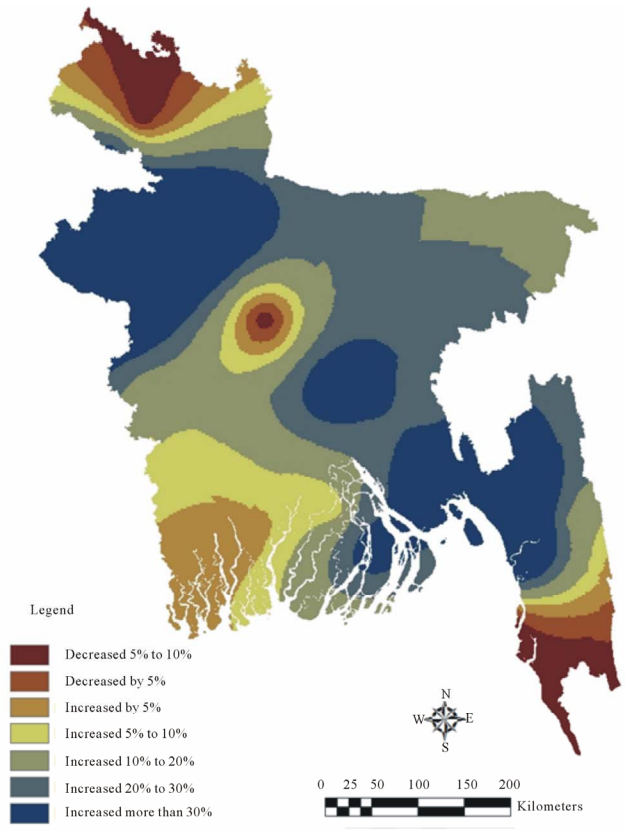 Legend
Decreased 5% to 10%
Decreased by 5%
Increased by 5%
Increased 5% to 10%
Increased 10% to 20%
Increased 20% to 30%
Increased more than 30%
N
W E
S
0 25 50 100 150 200
Kilometers